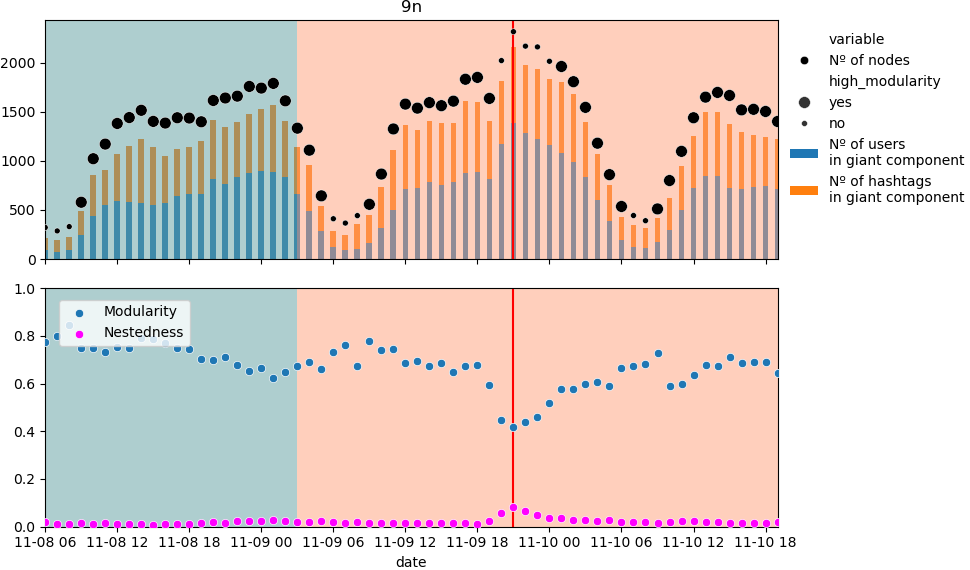 9n
2000
1500
1000
500
0
variable
Nº of nodes
high_modularity
yes
no
Nº of users
in giant component
Nº of hashtags
in giant component
1.0
0.8
0.6
0.4
0.2
0.0
Modularity
Nestedness
11-08 06 11-08 12 11-08 18 11-09 00 11-09 06 11-09 12 11-09 18 11-10 00 11-10 06 11-10 12 11-10 18
date